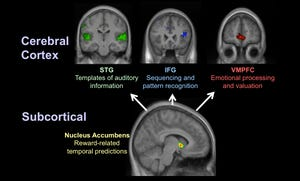 Cerebral
Cortex
STG
Templates of auditory
information
IFG
Sequencing and
pattern recognition
VMPFC
Emotional processing
and valuation
Subcortical
Nucleus Accumbens
Reward-related
temporal predictions